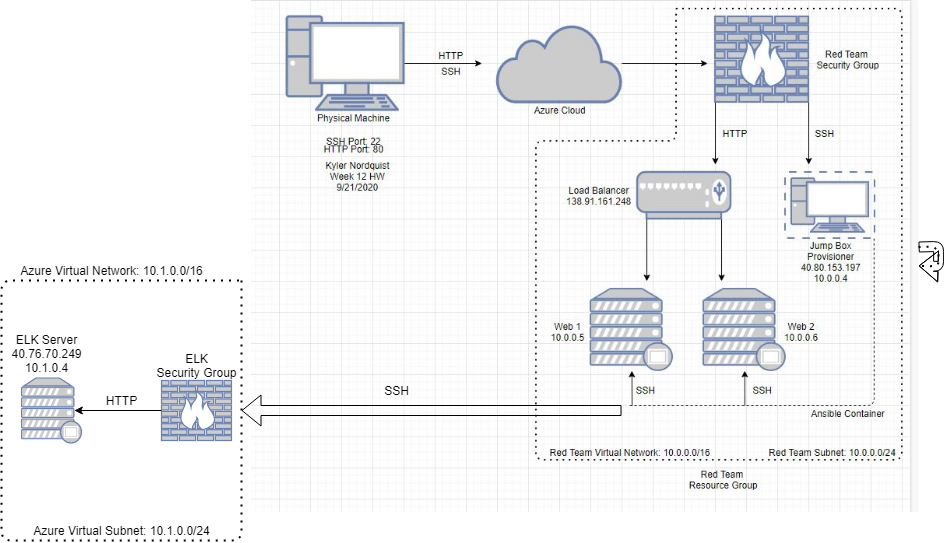 HTTP
SSH
Physical Machine
SSH Port: 22
HTTP Port: 80
Kyler Nordquist
Week 12 HW
9/21/2020
Azure Cloud
Red Team
Security Group
HTTP
SSH
Load Balancer
138.91.161.248
Jump Box
Provisioner
40.80.153.197
10.0.0.4
Web 1
10.0.0.5
Web 2
10.0.0.6
SSH
SSH
Ansible Container
Red Team Virtual Network: 10.0.0.0/16
Red Team Subnet: 10.0.0.0/24
Red Team
Resource Group
Azure Virtual Network: 10.1.0.0/16
ELK Server
40.76.70.249
10.1.0.4
ELK
Security Group
HTTP
SSH
Azure Virtual Subnet: 10.1.0.0/24